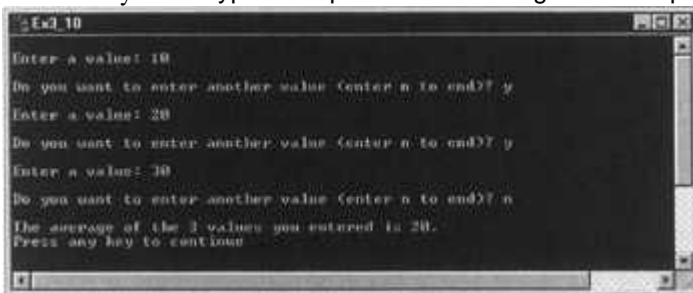 Ex3_10
Enter a value: 10
Do you want to enter another value (enter n to end)? y
Enter a value: 20
Do you want to enter another value (enter n to end)? y
Enter a value: 30
Do you want to enter another value (enter n to end)? n
The average of the 3 values you entered is 20.
Press any key to continue